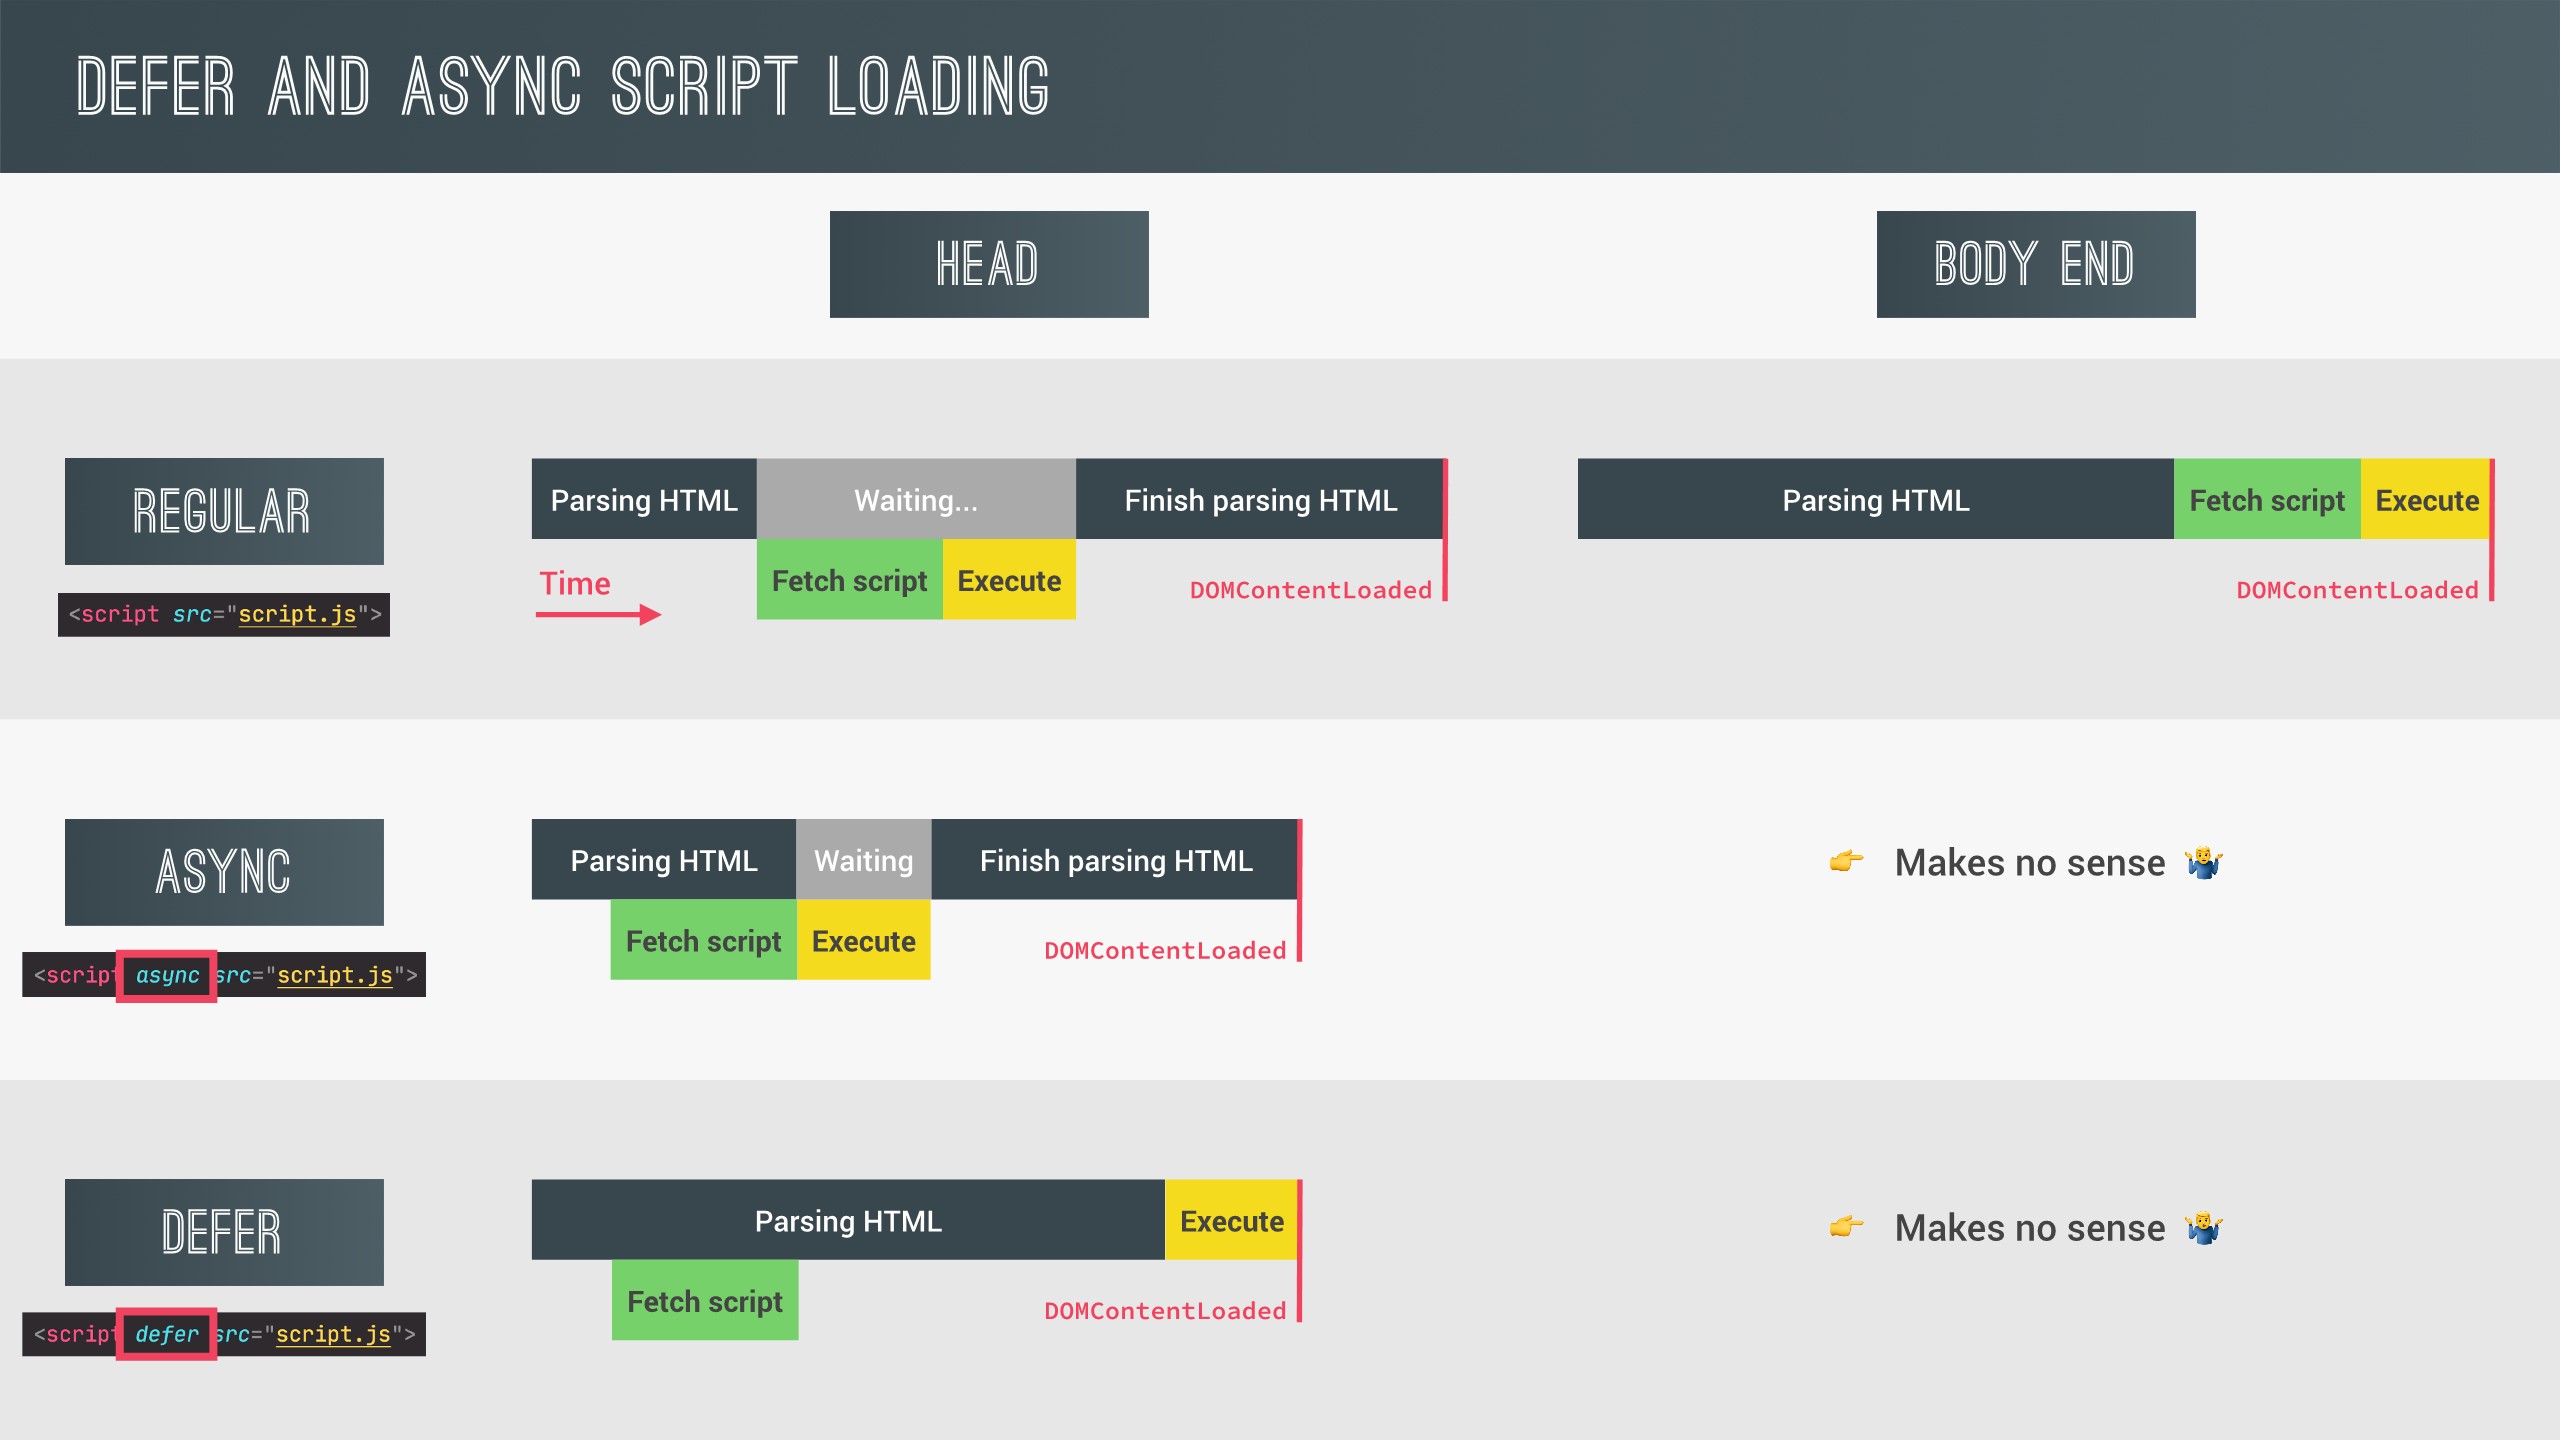 DEFER AND ASYNC SCRIPT LOADING
HEAD
BODY END
REGULAR
<script src="script.js">
Parsing HTML
Waiting...
Finish parsing HTML
Fetch script
Execute
Time
DOMContentLoaded
Parsing HTML
Fetch script
Execute
DOMContentLoaded
ASYNC
<script async src="script.js">
Parsing HTML
Waiting
Finish parsing HTML
Fetch script
Execute
DOMContentLoaded
👉 Makes no sense 🤷‍♂️
DEFER
<script defer src="script.js">
Parsing HTML
Execute
Fetch script
DOMContentLoaded
👉 Makes no sense 🤷‍♂️